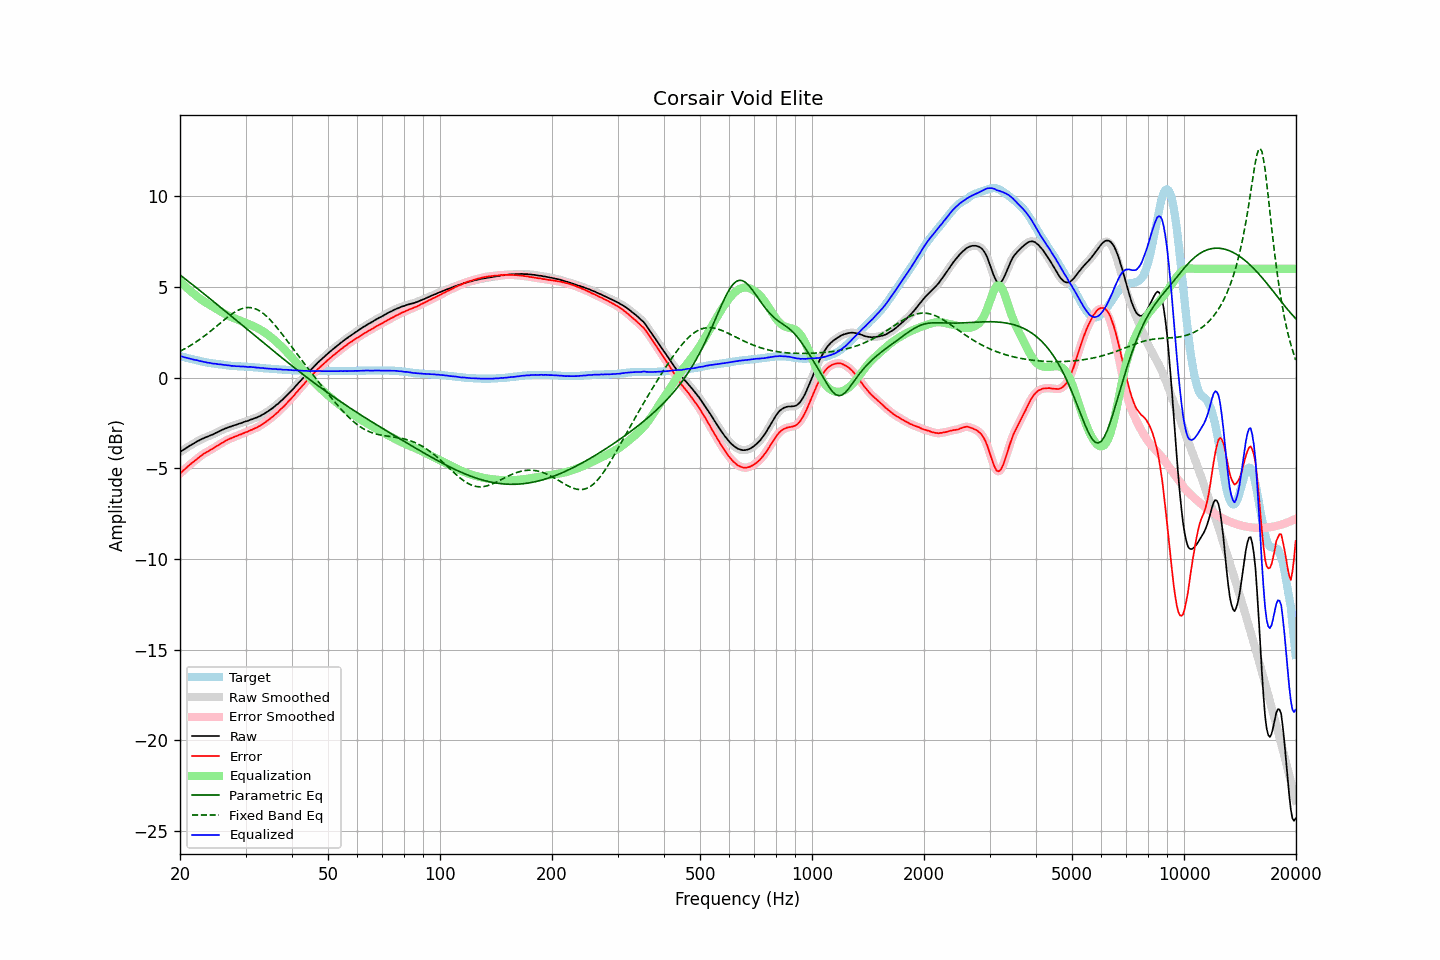 Corsair Void Elite
Amplitude (dBr)
10
5
0
−5
−10
−15
−20
−25
Target
Raw Smoothed
Error Smoothed
Raw
Error
Equalization
Parametric Eq
Fixed Band Eq
Equalized
20 50 100 200 500 1000 2000 5000 10000 20000
Frequency (Hz)